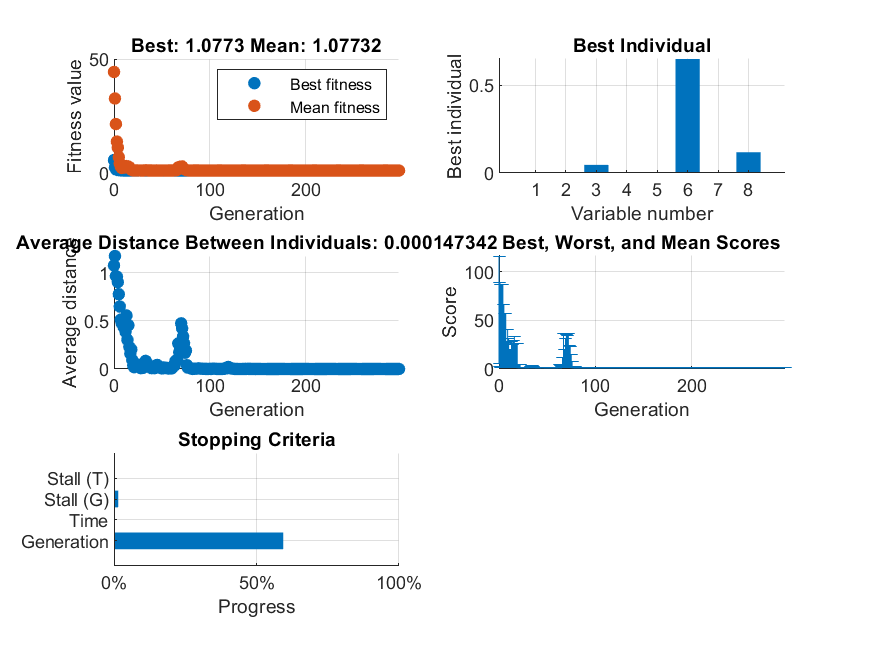 Best: 1.0773 Mean: 1.07732
Fitness value
50
0
Best fitness
Mean fitness
0 100 200
Generation
Best Individual
Best individual
0.5
0
1 2 3 4 5 6 7 8
Variable number
Average Distance Between Individuals: 0.000147342
Average distance
1
0.5
0
0 100 200
Generation
Best, Worst, and Mean Scores
Score
100
50
0
0 100 200
Generation
Stopping Criteria
Stall (T)
Stall (G)
Time
Generation
0% 50% 100%
Progress